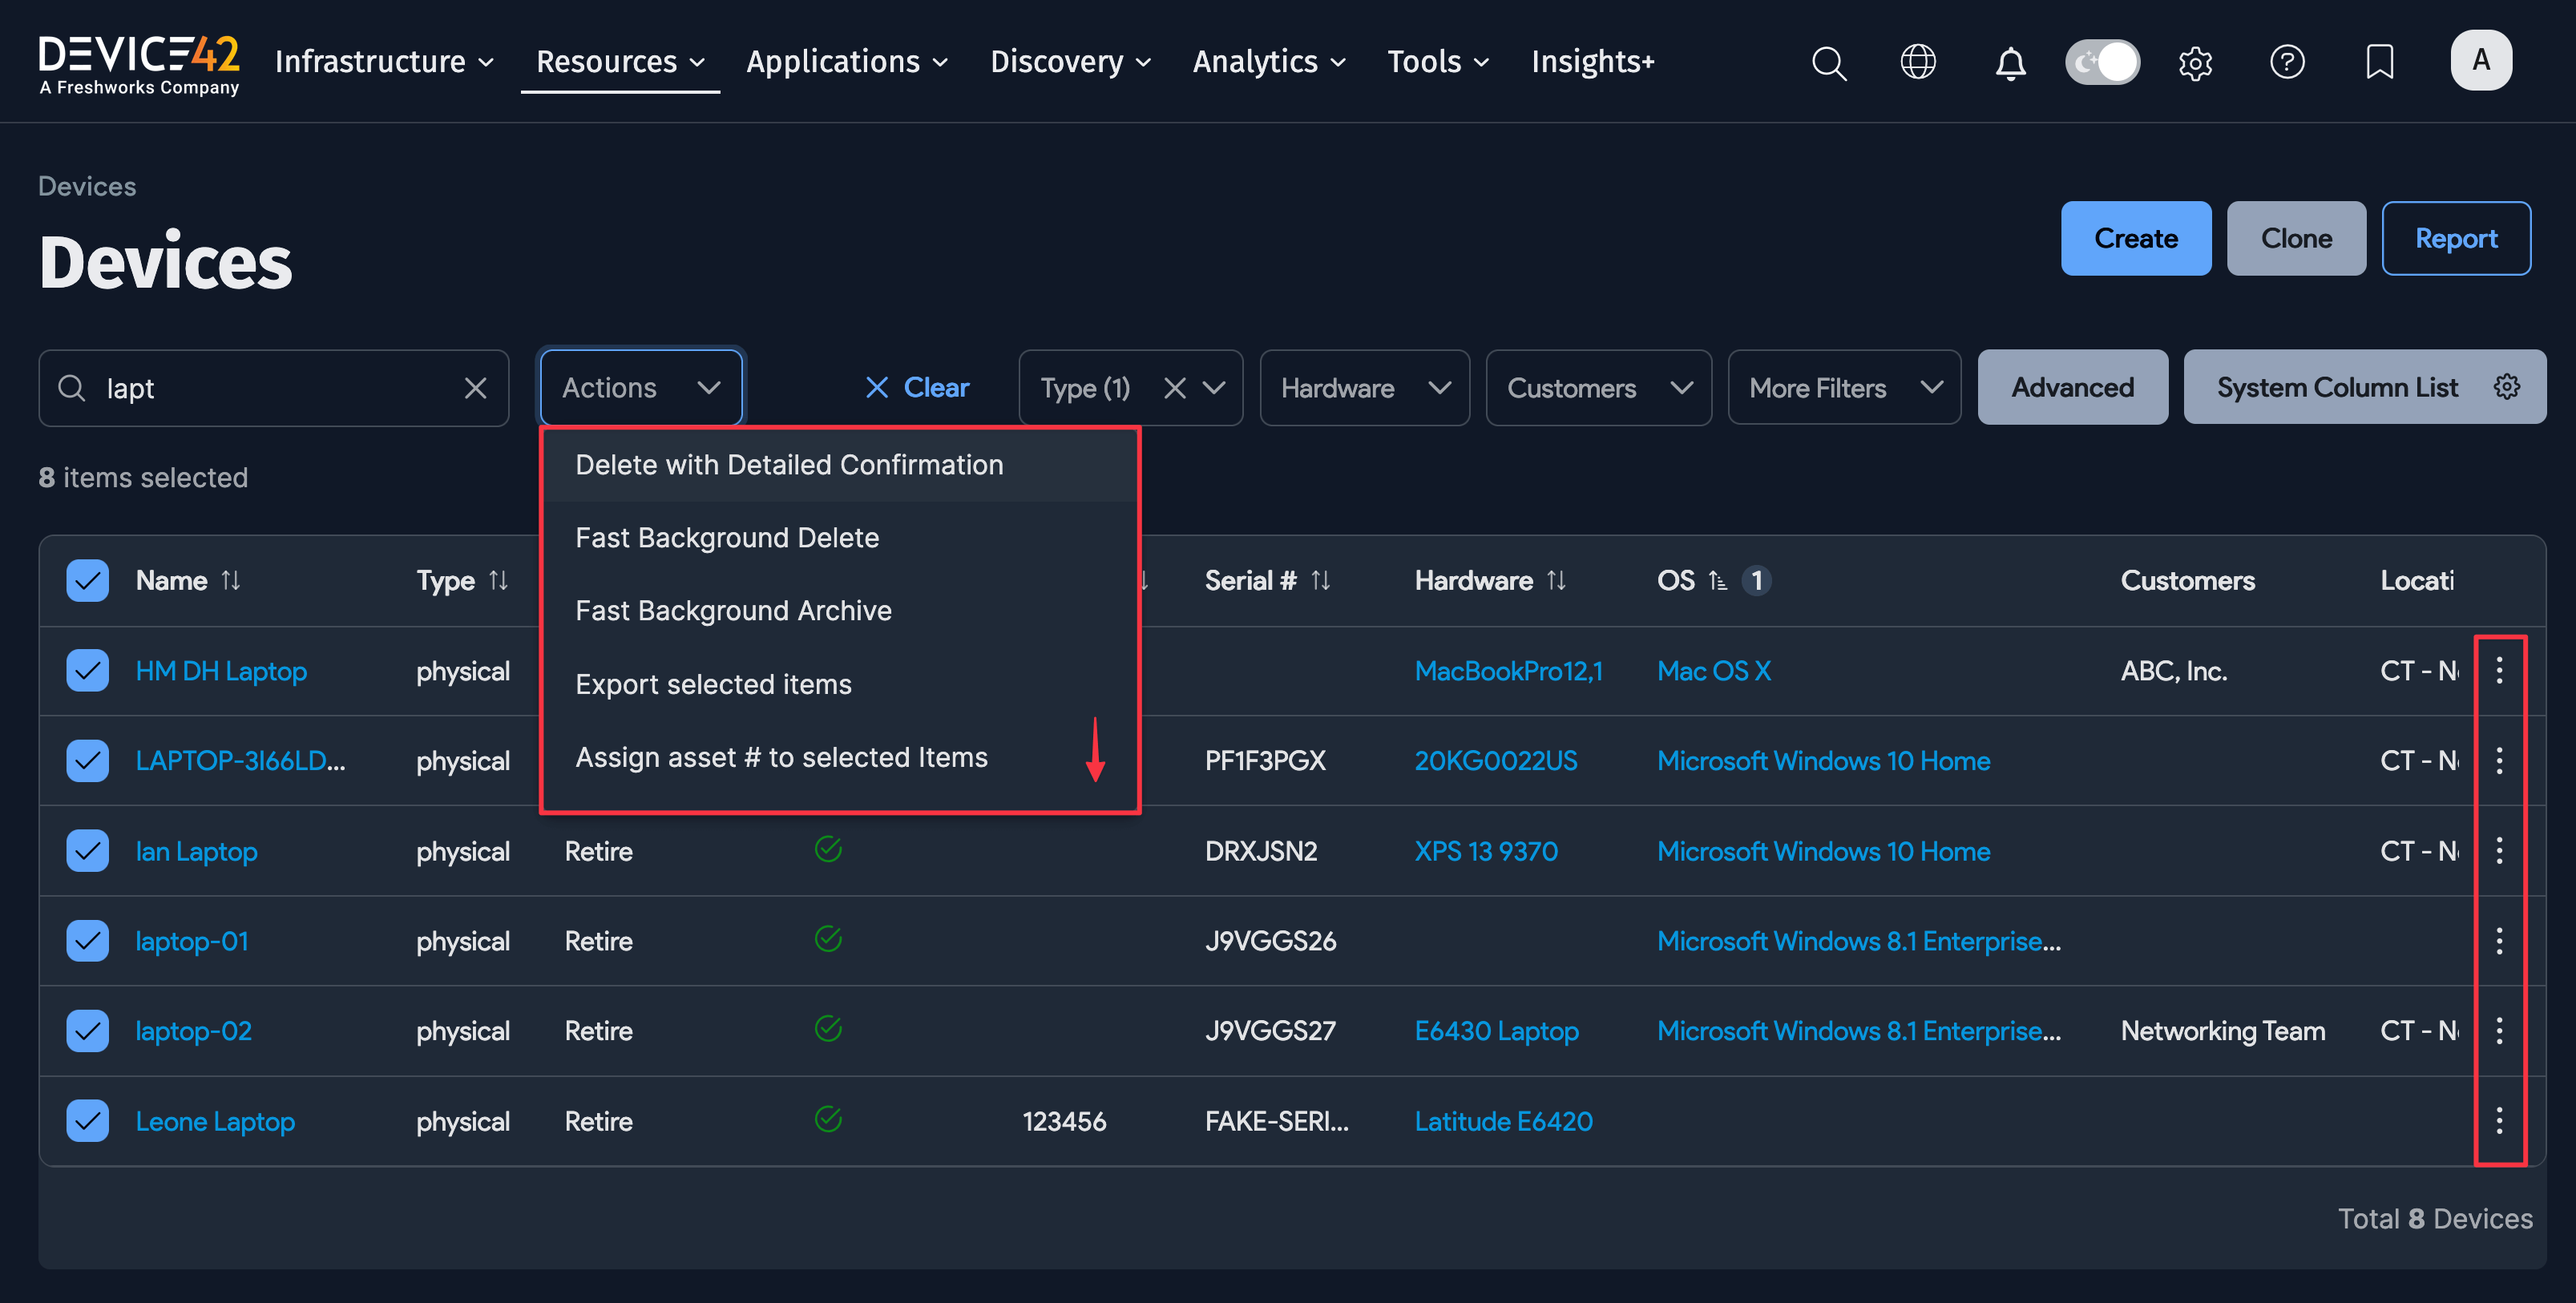 DEVICE42
A Freshworks Company
Infrastructure Resources Applications Discovery Analytics Tools Insights+
A
Devices
Devices
Create Clone Report
lapt Actions Clear Type (1) Hardware Customers More Filters Advanced System Column List
Delete with Detailed Confirmation
8 items selected
Fast Background Delete
Name Type Serial # Hardware OS 1 Customers Locati
Fast Background Archive
HM DH Laptop physical MacBookPro12,1 Mac OS X ABC, Inc. CT - N
Export selected items
LAPTOP-3I66LD... physical PF1F3PGX 20KG0022US Microsoft Windows 10 Home CT - N
Assign asset # to selected Items
Ian Laptop physical Retire DRXJSN2 XPS 13 9370 Microsoft Windows 10 Home CT - N
laptop-01 physical Retire J9VGGS26 Microsoft Windows 8.1 Enterprise...
laptop-02 physical Retire J9VGGS27 E6430 Laptop Microsoft Windows 8.1 Enterprise... Networking Team CT - N
Leone Laptop physical Retire 123456 FAKE-SERI... Latitude E6420
Total 8 Devices